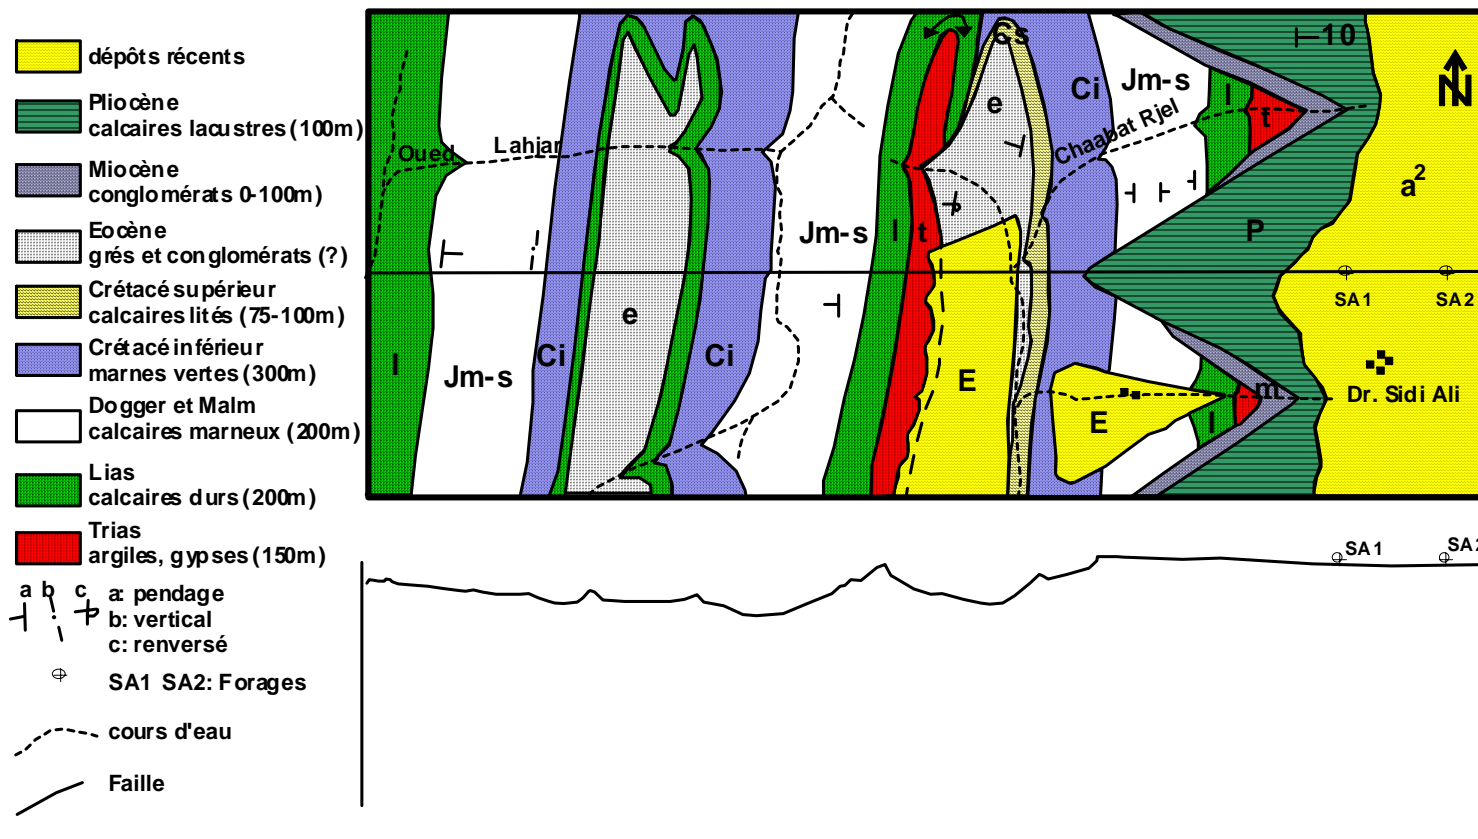 dépôts récents
Pliocène
calcaires lacustres (100m)
Miocène
conglomérats 0-100m)
Eocène
grés et conglomérats (?)
Crétacé supérieur
calcaires lités (75-100m)
Crétacé inférieur
marnes vertes (300m)
Dogger et Malm
calcaires marneux (200m)
Lias
calcaires durs (200m)
Trias
argiles, gypses (150m)
a b c
a: pendage
b: vertical
c: renversé
SA1 SA2: Forages
cours d'eau
Faille
Cs
10
N
Ci
Jm-s
l
t
e
Chaabat Rjel
Oued Lahjar
a2
Jm-s
l
t
P
SA1
SA2
e
l
Jm-s
Ci
Ci
E
E
l
m
Dr. Sidi Ali
SA1
SA2